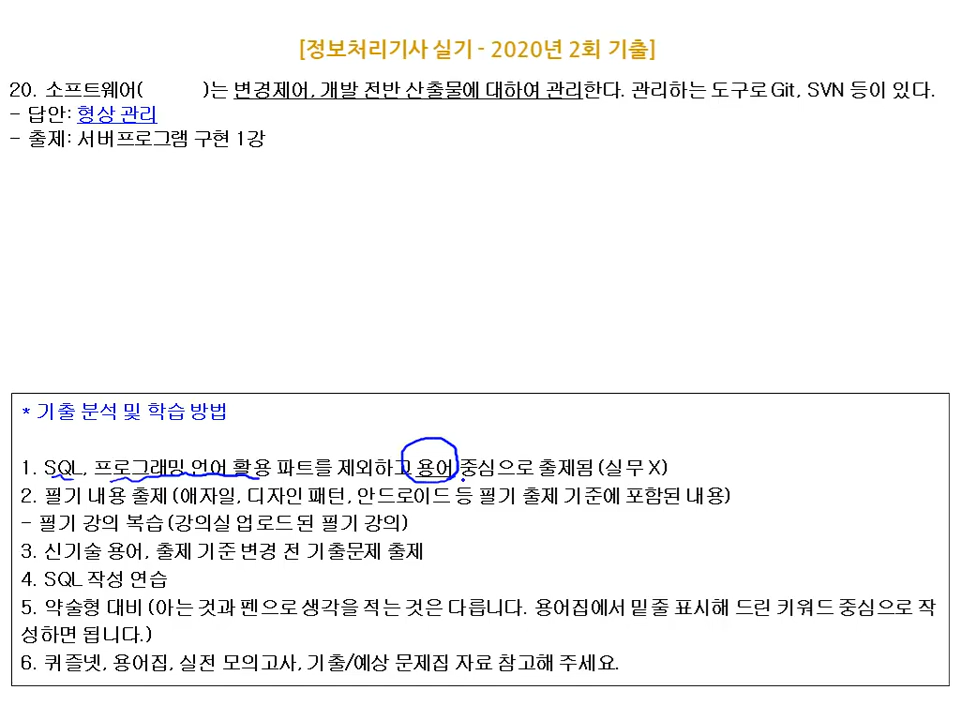 [정보처리기사 실기 - 2020년 2회 기출]
20. 소프트웨어(          )는 변경제어, 개발 전반 산출물에 대하여 관리한다. 관리하는 도구로 Git, SVN 등이 있다.
- 답안: 형상 관리
- 출제: 서버프로그램 구현 1강
* 기출 분석 및 학습 방법
1. SQL, 프로그래밍 언어 활용 파트를 제외하고 용어 중심으로 출제됨 (실무 X)
2. 필기 내용 출제 (애자일, 디자인 패턴, 안드로이드 등 필기 출제 기준에 포함된 내용)
- 필기 강의 복습 (강의실 업로드된 필기 강의)
3. 신기술 용어, 출제 기준 변경 전 기출문제 출제
4. SQL 작성 연습
5. 약술형 대비 (아는 것과 펜으로 생각을 적는 것은 다릅니다. 용어집에서 밑줄 표시해 드린 키워드 중심으로 작
성하면 됩니다.)
6. 퀴즐넷, 용어집, 실전 모의고사, 기출/예상 문제집 자료 참고해 주세요.